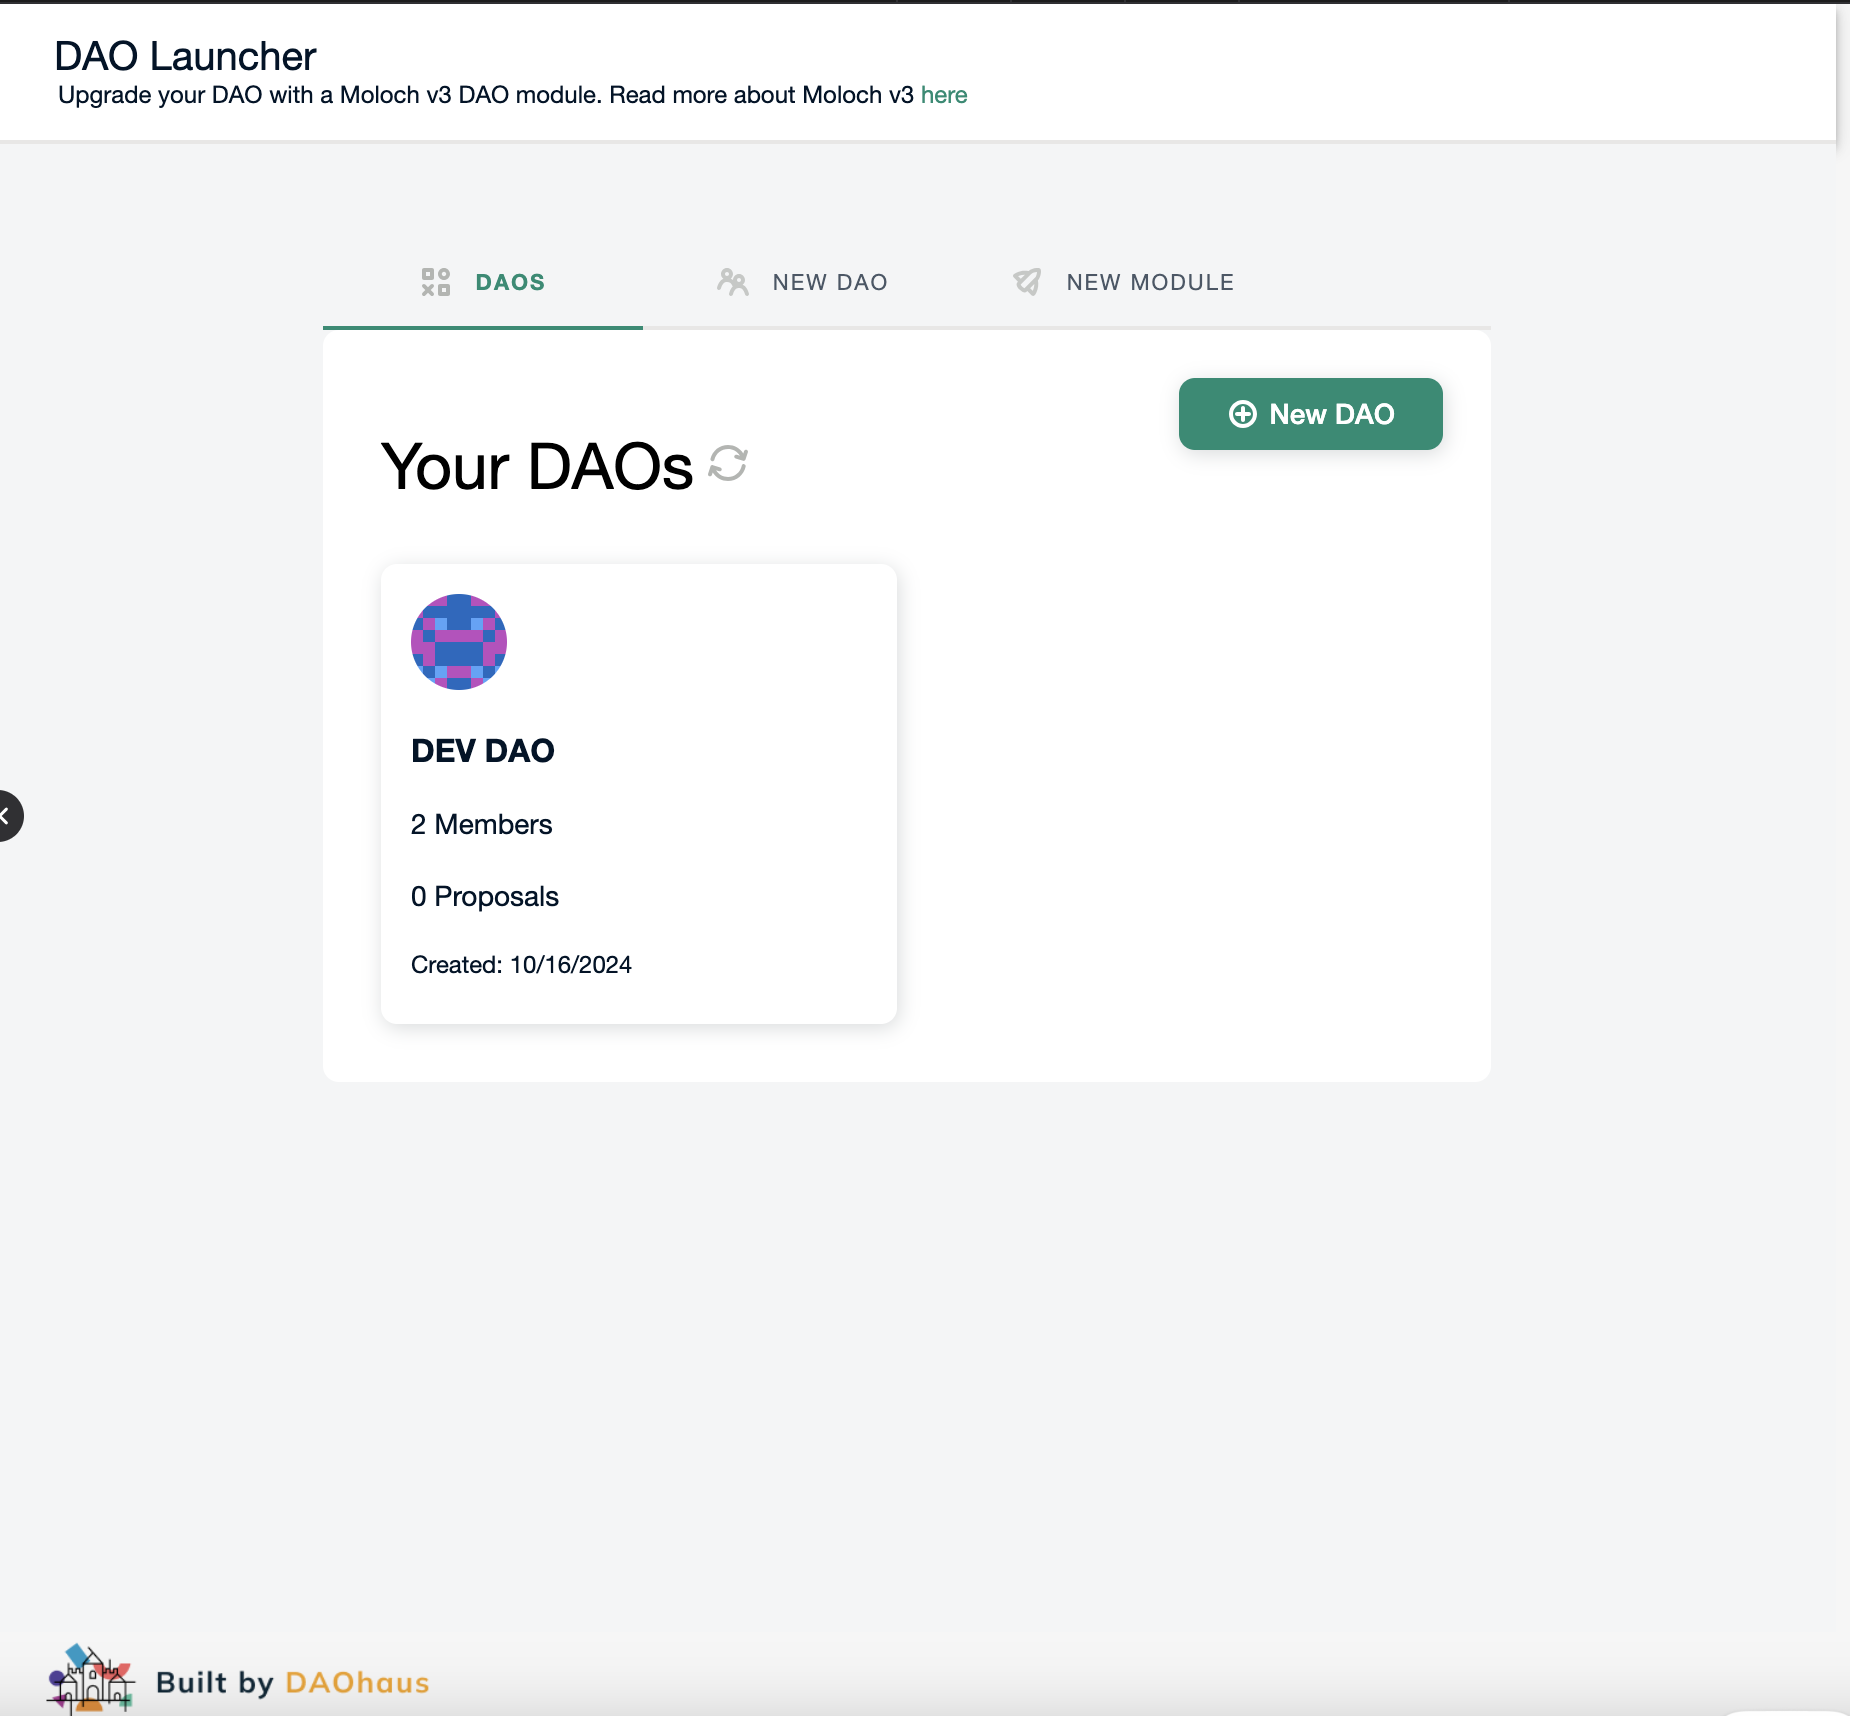 DAO Launcher
Upgrade your DAO with a Moloch v3 DAO module. Read more about Moloch v3 here
DAOS
NEW DAO
NEW MODULE
New DAO
Your DAOs
DEV DAO
2 Members
0 Proposals
Created: 10/16/2024
Built by DAOhaus